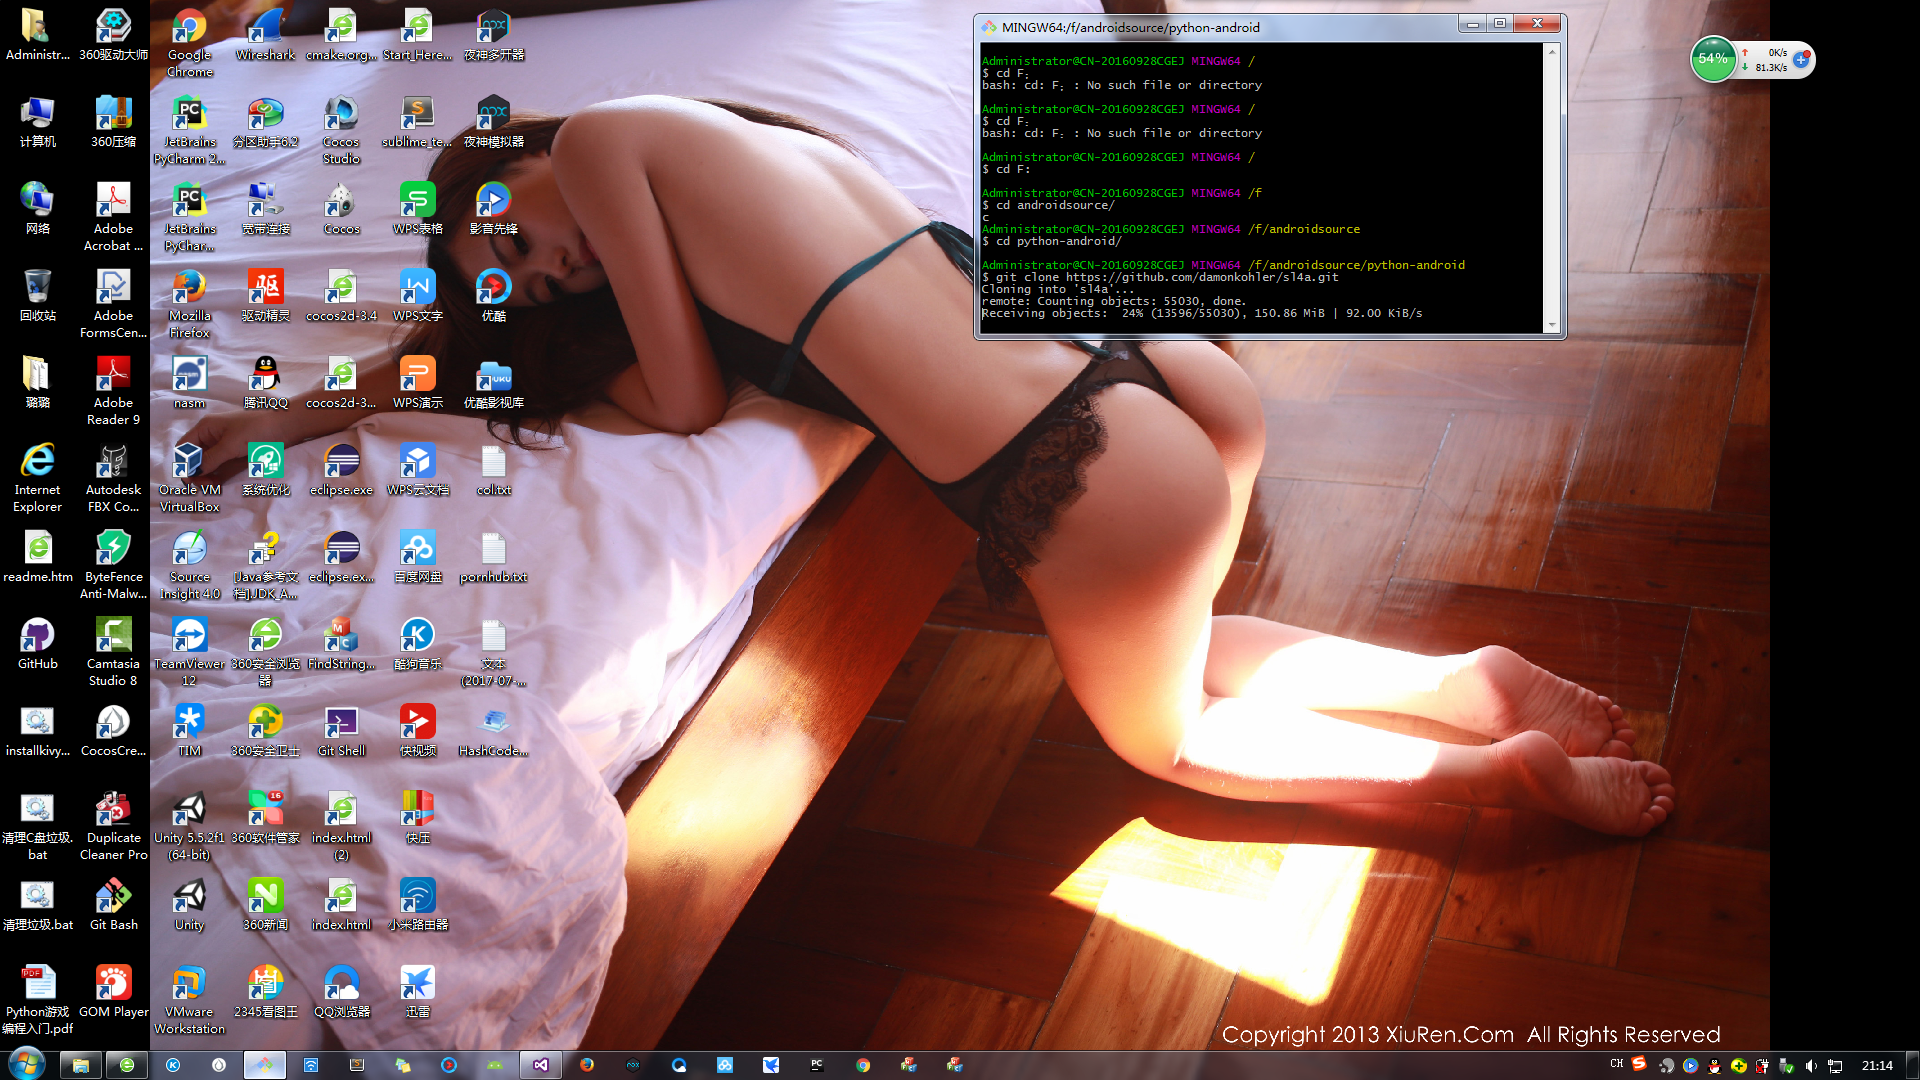 Administr...
360驱动大师
Google
Chrome
Wireshark
cmake.org...
Start_Here...
夜神多开器
计算机
360压缩
JetBrains
PyCharm 2...
分区助手6.2
Cocos
Studio
sublime_te...
夜神模拟器
网络
Adobe
Acrobat ...
JetBrains
PyChar...
宽带连接
Cocos
WPS表格
影音先锋
回收站
Adobe
FormsCen...
Mozilla
Firefox
驱动精灵
cocos2d-3.4
WPS文字
优酷
璐璐
Adobe
Reader 9
nasm
腾讯QQ
cocos2d-3...
WPS演示
优酷影视库
Internet
Explorer
Autodesk
FBX Co...
Oracle VM
VirtualBox
系统优化
eclipse.exe
WPS云文档
col.txt
readme.htm
ByteFence
Anti-Malw...
Source
Insight 4.0
[Java参考文
档].JDK_A...
eclipse.ex...
百度网盘
pornhub.txt
GitHub
Camtasia
Studio 8
TeamViewer
12
360安全浏览
器
FindString...
酷狗音乐
文本
(2017-07-...
installkivy...
CocosCre...
TIM
360安全卫士
Git Shell
快视频
HashCode...
清理C盘垃圾.
bat
Duplicate
Cleaner Pro
Unity 5.5.2f1
(64-bit)
16
360软件管家
index.html
(2)
快压
清理垃圾.bat
Git Bash
Unity
360新闻
index.html
小米路由器
Python游戏
编程入门.pdf
GOM Player
VMware
Workstation
2345看图王
QQ浏览器
迅雷
MINGW64:/f/androidsource/python-android
Administrator@CN-20160928CGEJ MINGW64 /
$ cd F；
bash: cd: F；: No such file or directory
Administrator@CN-20160928CGEJ MINGW64 /
$ cd F；
bash: cd: F；: No such file or directory
Administrator@CN-20160928CGEJ MINGW64 /
$ cd F:
Administrator@CN-20160928CGEJ MINGW64 /f
$ cd androidsource/
c
Administrator@CN-20160928CGEJ MINGW64 /f/androidsource
$ cd python-android/
Administrator@CN-20160928CGEJ MINGW64 /f/androidsource/python-android
$ git clone https://github.com/damonkohler/sl4a.git
Cloning into 'sl4a'...
remote: Counting objects: 55030, done.
Receiving objects:  24% (13596/55030), 150.86 MiB | 92.00 KiB/s
54%
0K/s
81.3K/s
Copyright 2013 XiuRen.Com  All Rights Reserved
CH
21:14